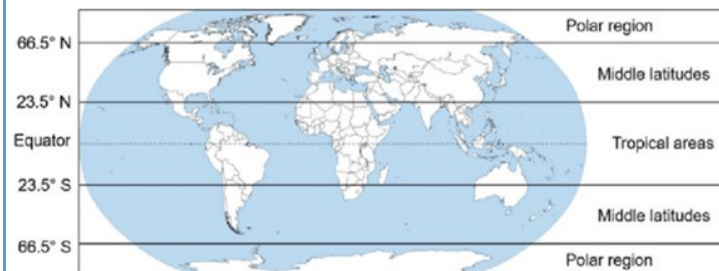 Polar region
66.5° N
Middle latitudes
23.5° N
Equator
Tropical areas
23.5° S
Middle latitudes
66.5° S
Polar region